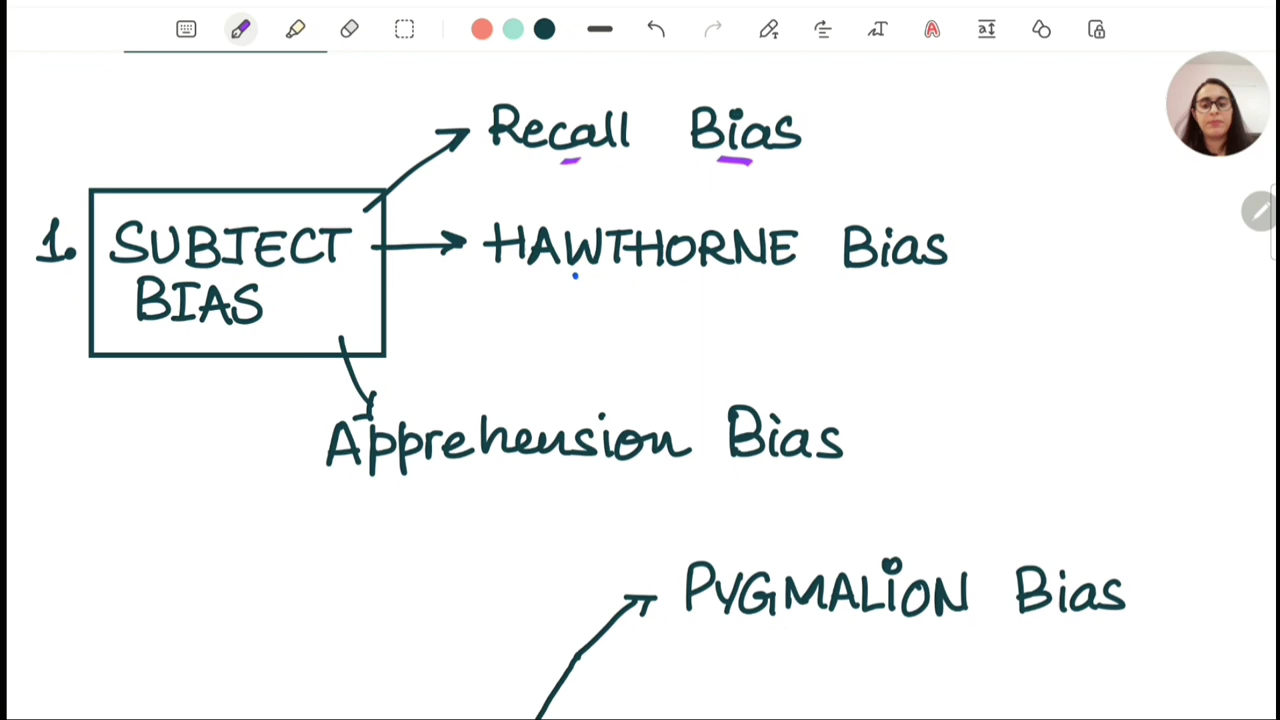 Recall Bias
1. SUBJECT
BIAS
HAWTHORNE Bias
Apprehension Bias
PYGMALION Bias